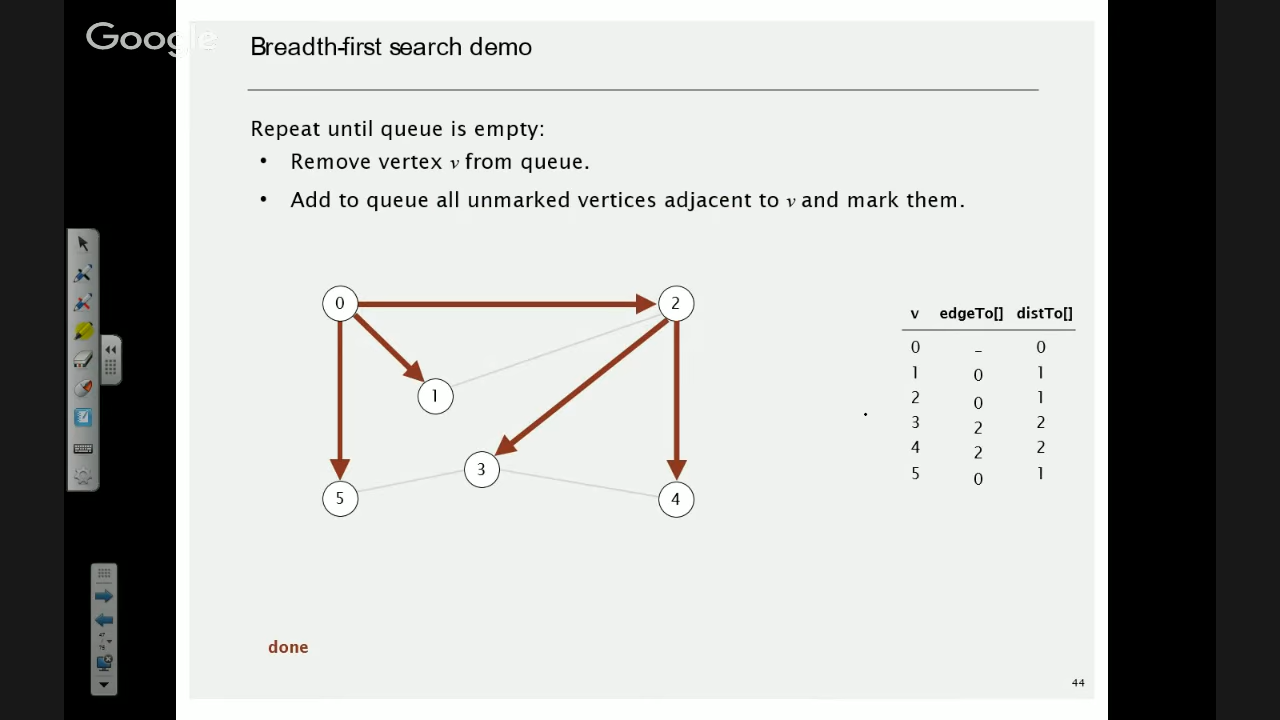 Google
Breadth-first search demo
Repeat until queue is empty:
• Remove vertex v from queue.
• Add to queue all unmarked vertices adjacent to v and mark them.
0 2
1
3
5 4
v edgeTo[] distTo[]
0 – 0
1 0 1
2 0 1
3 2 2
4 2 2
5 0 1
done
44